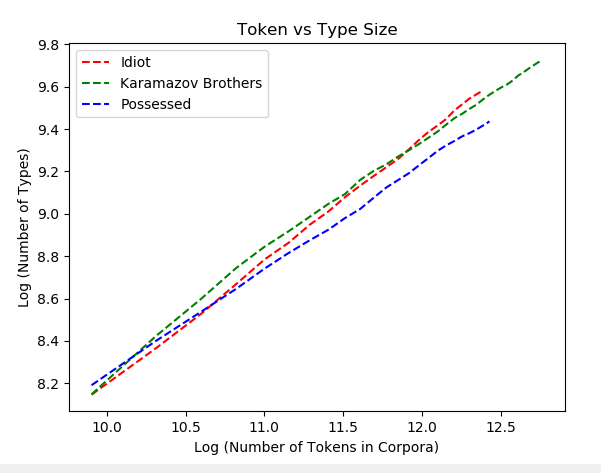 Token vs Type Size
Idiot
Karamazov Brothers
Possessed
Log (Number of Types)
9.8
9.6
9.4
9.2
9.0
8.8
8.6
8.4
8.2
10.0 10.5 11.0 11.5 12.0 12.5
Log (Number of Tokens in Corpora)